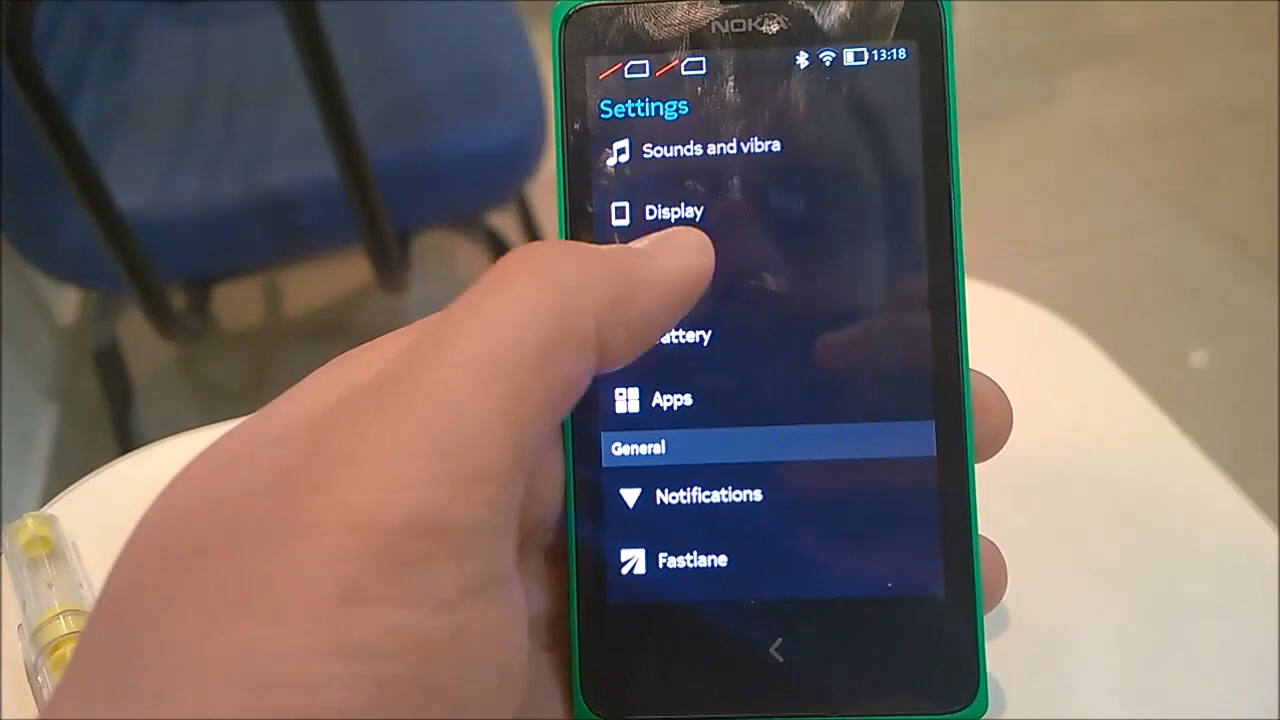 NOKIA
13:18
Settings
Sounds and vibra
Display
attery
Apps
General
Notifications
Fastlane